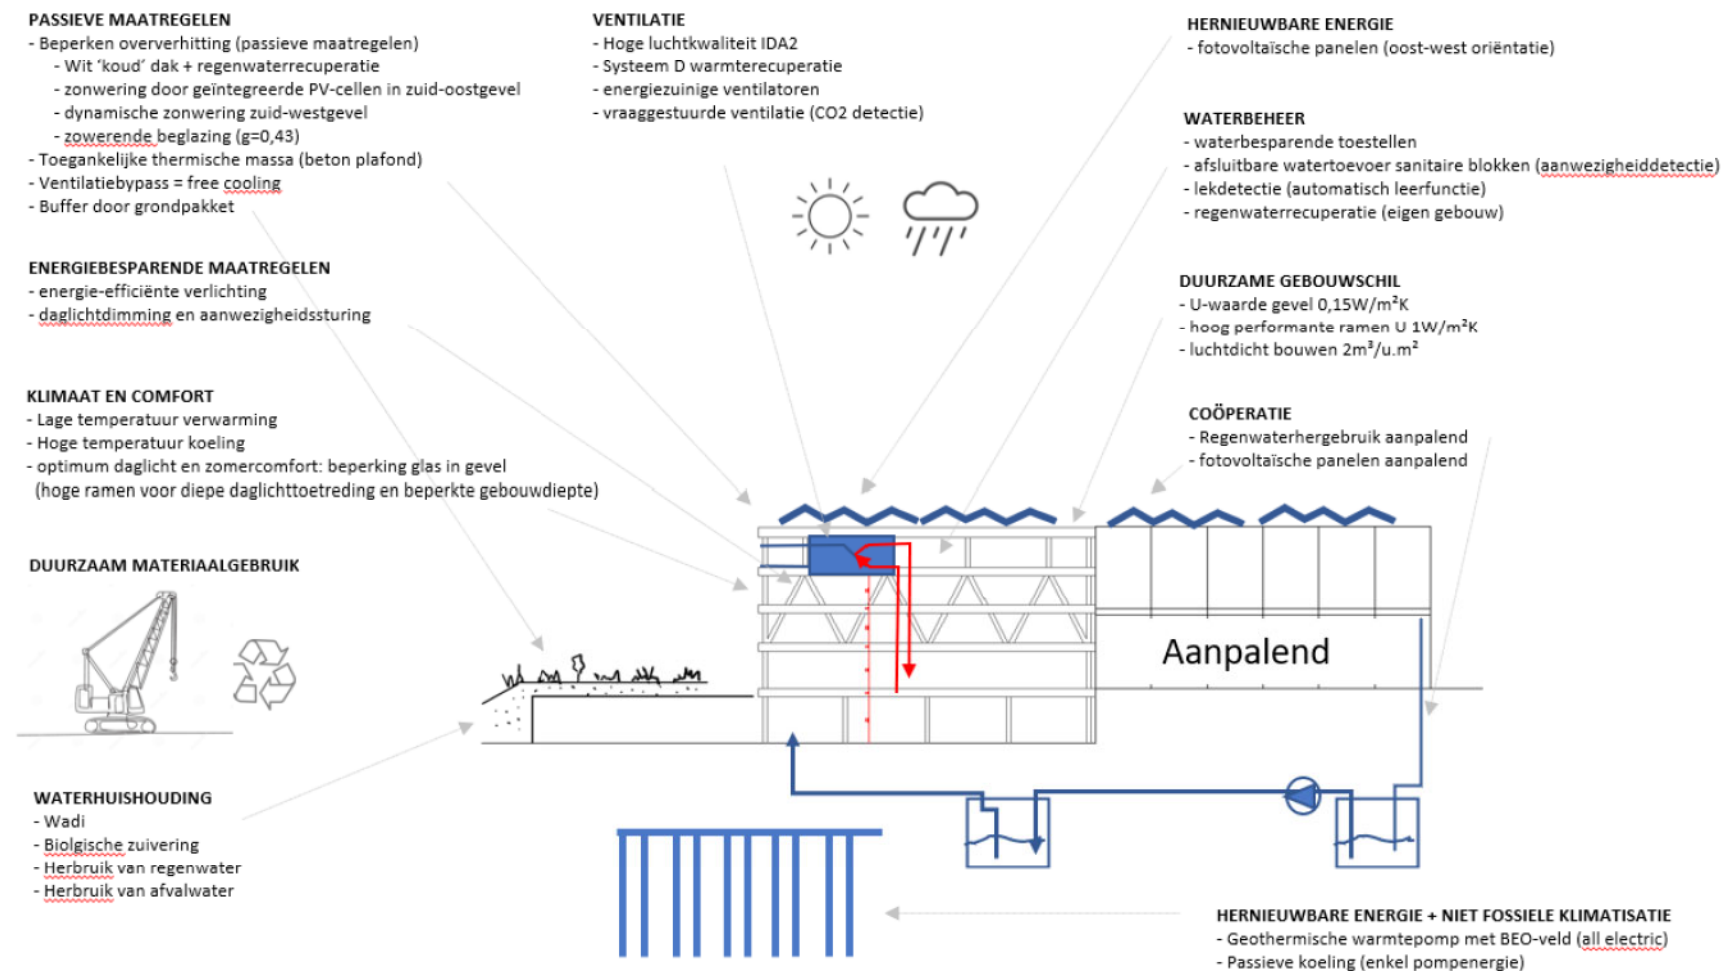 PASSIEVE MAATREGELEN
- Beperken oververhitting (passieve maatregelen)
- Wit ‘koud’ dak + regenwaterrecuperatie
- zonwering door geïntegreerde PV-cellen in zuid-oostgevel
- dynamische zonwering zuid-westgevel
- zowerende beglazing (g=0,43)
- Toegankelijke thermische massa (beton plafond)
- Ventilatiebypass = free cooling
- Buffer door grondpakket
ENERGIEBESPARENDE MAATREGELEN
- energie-efficiënte verlichting
- daglichtdimming en aanwezigheidssturing
KLIMAAT EN COMFORT
- Lage temperatuur verwarming
- Hoge temperatuur koeling
- optimum daglicht en zomercomfort: beperking glas in gevel
(hoge ramen voor diepe daglichttoetreding en beperkte gebouwdiepte)
DUURZAAM MATERIAALGEBRUIK
WATERHUISHOUDING
- Wadi
- Biolgische zuivering
- Herbruik van regenwater
- Herbruik van afvalwater
VENTILATIE
- Hoge luchtkwaliteit IDA2
- Systeem D warmterecuperatie
- energiezuinige ventilatoren
- vraaggestuurde ventilatie (CO2 detectie)
HERNIEUWBARE ENERGIE
- fotovoltaïsche panelen (oost-west oriëntatie)
WATERBEHEER
- waterbesparende toestellen
- afsluitbare watertoevoer sanitaire blokken (aanwezigheiddetectie)
- lekdetectie (automatisch leerfunctie)
- regenwaterrecuperatie (eigen gebouw)
DUURZAME GEBOUWSCHIL
- U-waarde gevel 0,15W/m²K
- hoog performante ramen U 1W/m²K
- luchtdicht bouwen 2m³/u.m²
COÖPERATIE
- Regenwaterhergebruik aanpalend
- fotovoltaïsche panelen aanpalend
Aanpalend
HERNIEUWBARE ENERGIE + NIET FOSSIELE KLIMATISATIE
- Geothermische warmtepomp met BEO-veld (all electric)
- Passieve koeling (enkel pompenergie)